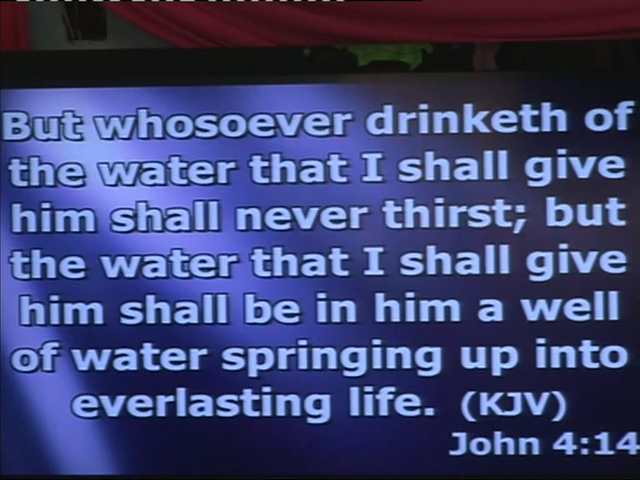 But whosoever drinketh of
the water that I shall give
him shall never thirst; but
the water that I shall give
him shall be in him a well
of water springing up into
everlasting life. (KJV)
John 4:14